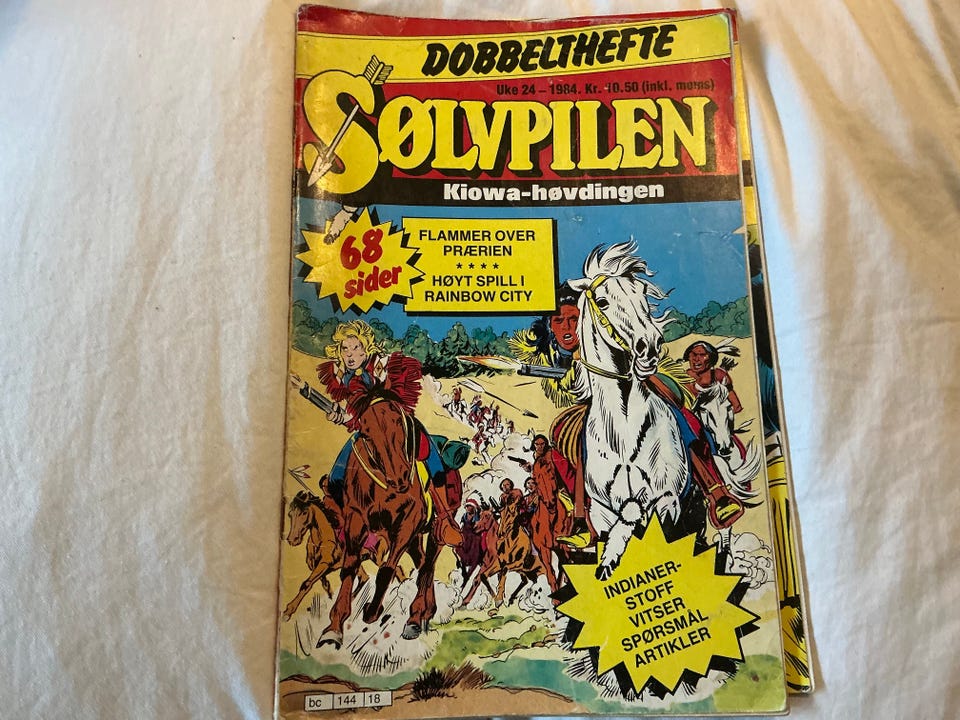 DOBBELTHEFTE
Uke 24 – 1984. Kr. 10.50 (inkl. moms)
SØLVPILEN
Kiowa-høvdingen
68
sider
FLAMMER OVER
PRÆRIEN
★ ★ ★ ★
HØYT SPILL I
RAINBOW CITY
INDIANER-
STOFF
VITSER
SPØRSMÅL
ARTIKLER
bc 144 18